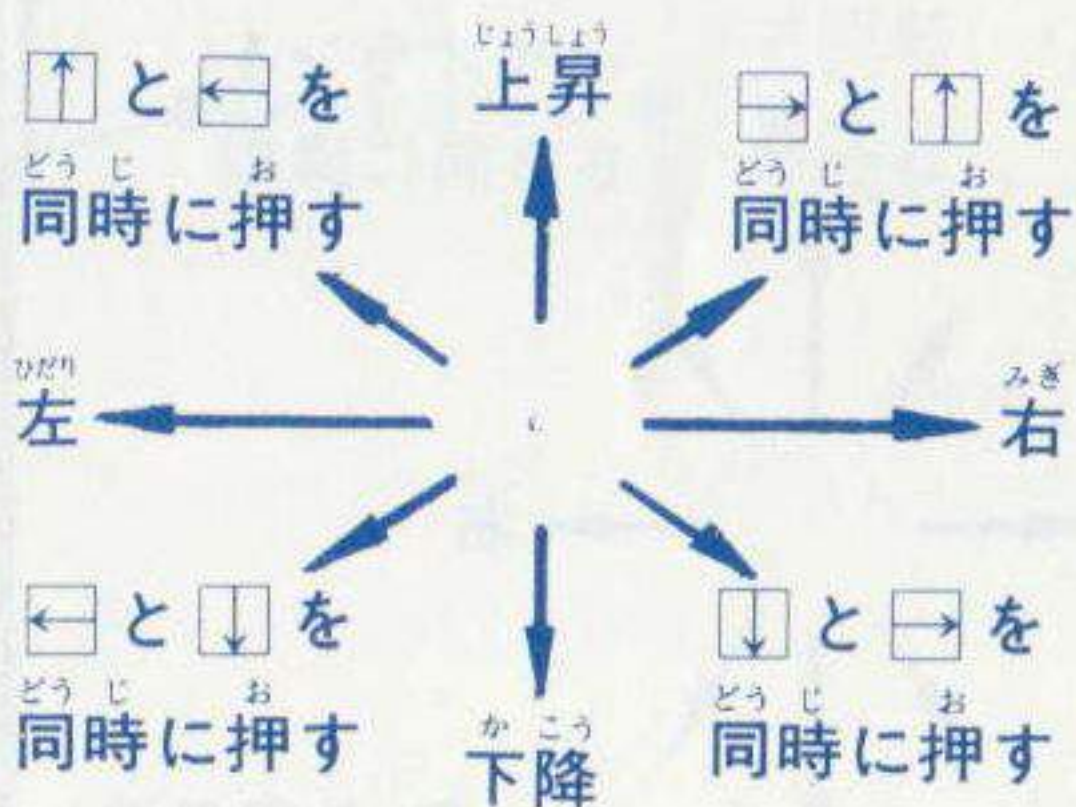 じょうしょう
上昇
↑と←を
どうじ お
同時に押す
→と↑を
どうじ お
同時に押す
ひだり
左
みぎ
右
←と↓を
どうじ お
同時に押す
↓と→を
どうじ お
同時に押す
か こう
下降